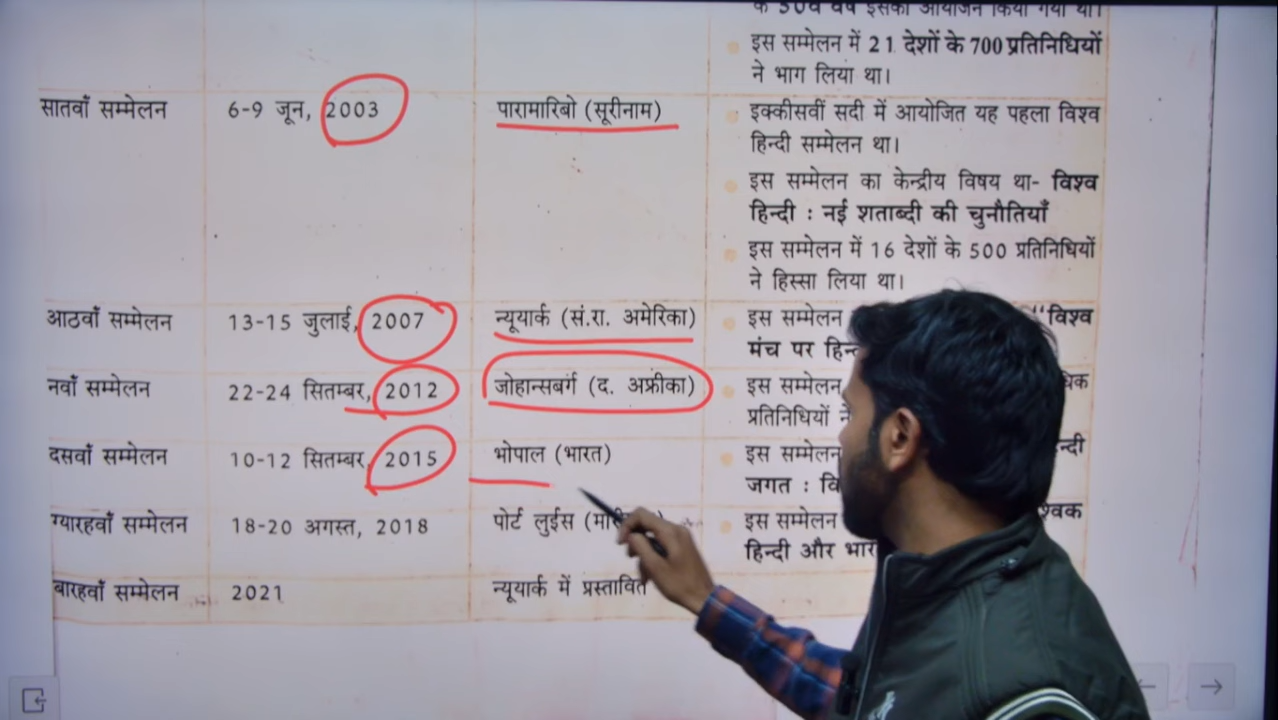 के 50वें वर्ष इसका आयोजन किया गया था।
इस सम्मेलन में 21 देशों के 700 प्रतिनिधियों
ने भाग लिया था।
सातवाँ सम्मेलन 6-9 जून, 2003 पारामारिबो (सूरीनाम) इक्कीसवीं सदी में आयोजित यह पहला विश्व
हिन्दी सम्मेलन था।
इस सम्मेलन का केन्द्रीय विषय था- विश्व
हिन्दी : नई शताब्दी की चुनौतियाँ
इस सम्मेलन में 16 देशों के 500 प्रतिनिधियों
ने हिस्सा लिया था।
आठवाँ सम्मेलन 13-15 जुलाई, 2007 न्यूयार्क (सं.रा. अमेरिका) इस सम्मेलन "विश्व
मंच पर
नवाँ सम्मेलन 22-24 सितम्बर, 2012 जोहान्सबर्ग (द. अफ्रीका) इस सम्मेलन
प्रतिनिधियों ने
दसवाँ सम्मेलन 10-12 सितम्बर, 2015 भोपाल (भारत) इस सम्मेलन
जगत :
ग्यारहवाँ सम्मेलन 18-20 अगस्त, 2018 पोर्ट लुईस इस सम्मेलन
हिन्दी और
बारहवाँ सम्मेलन 2021 न्यूयार्क में प्रस्तावित